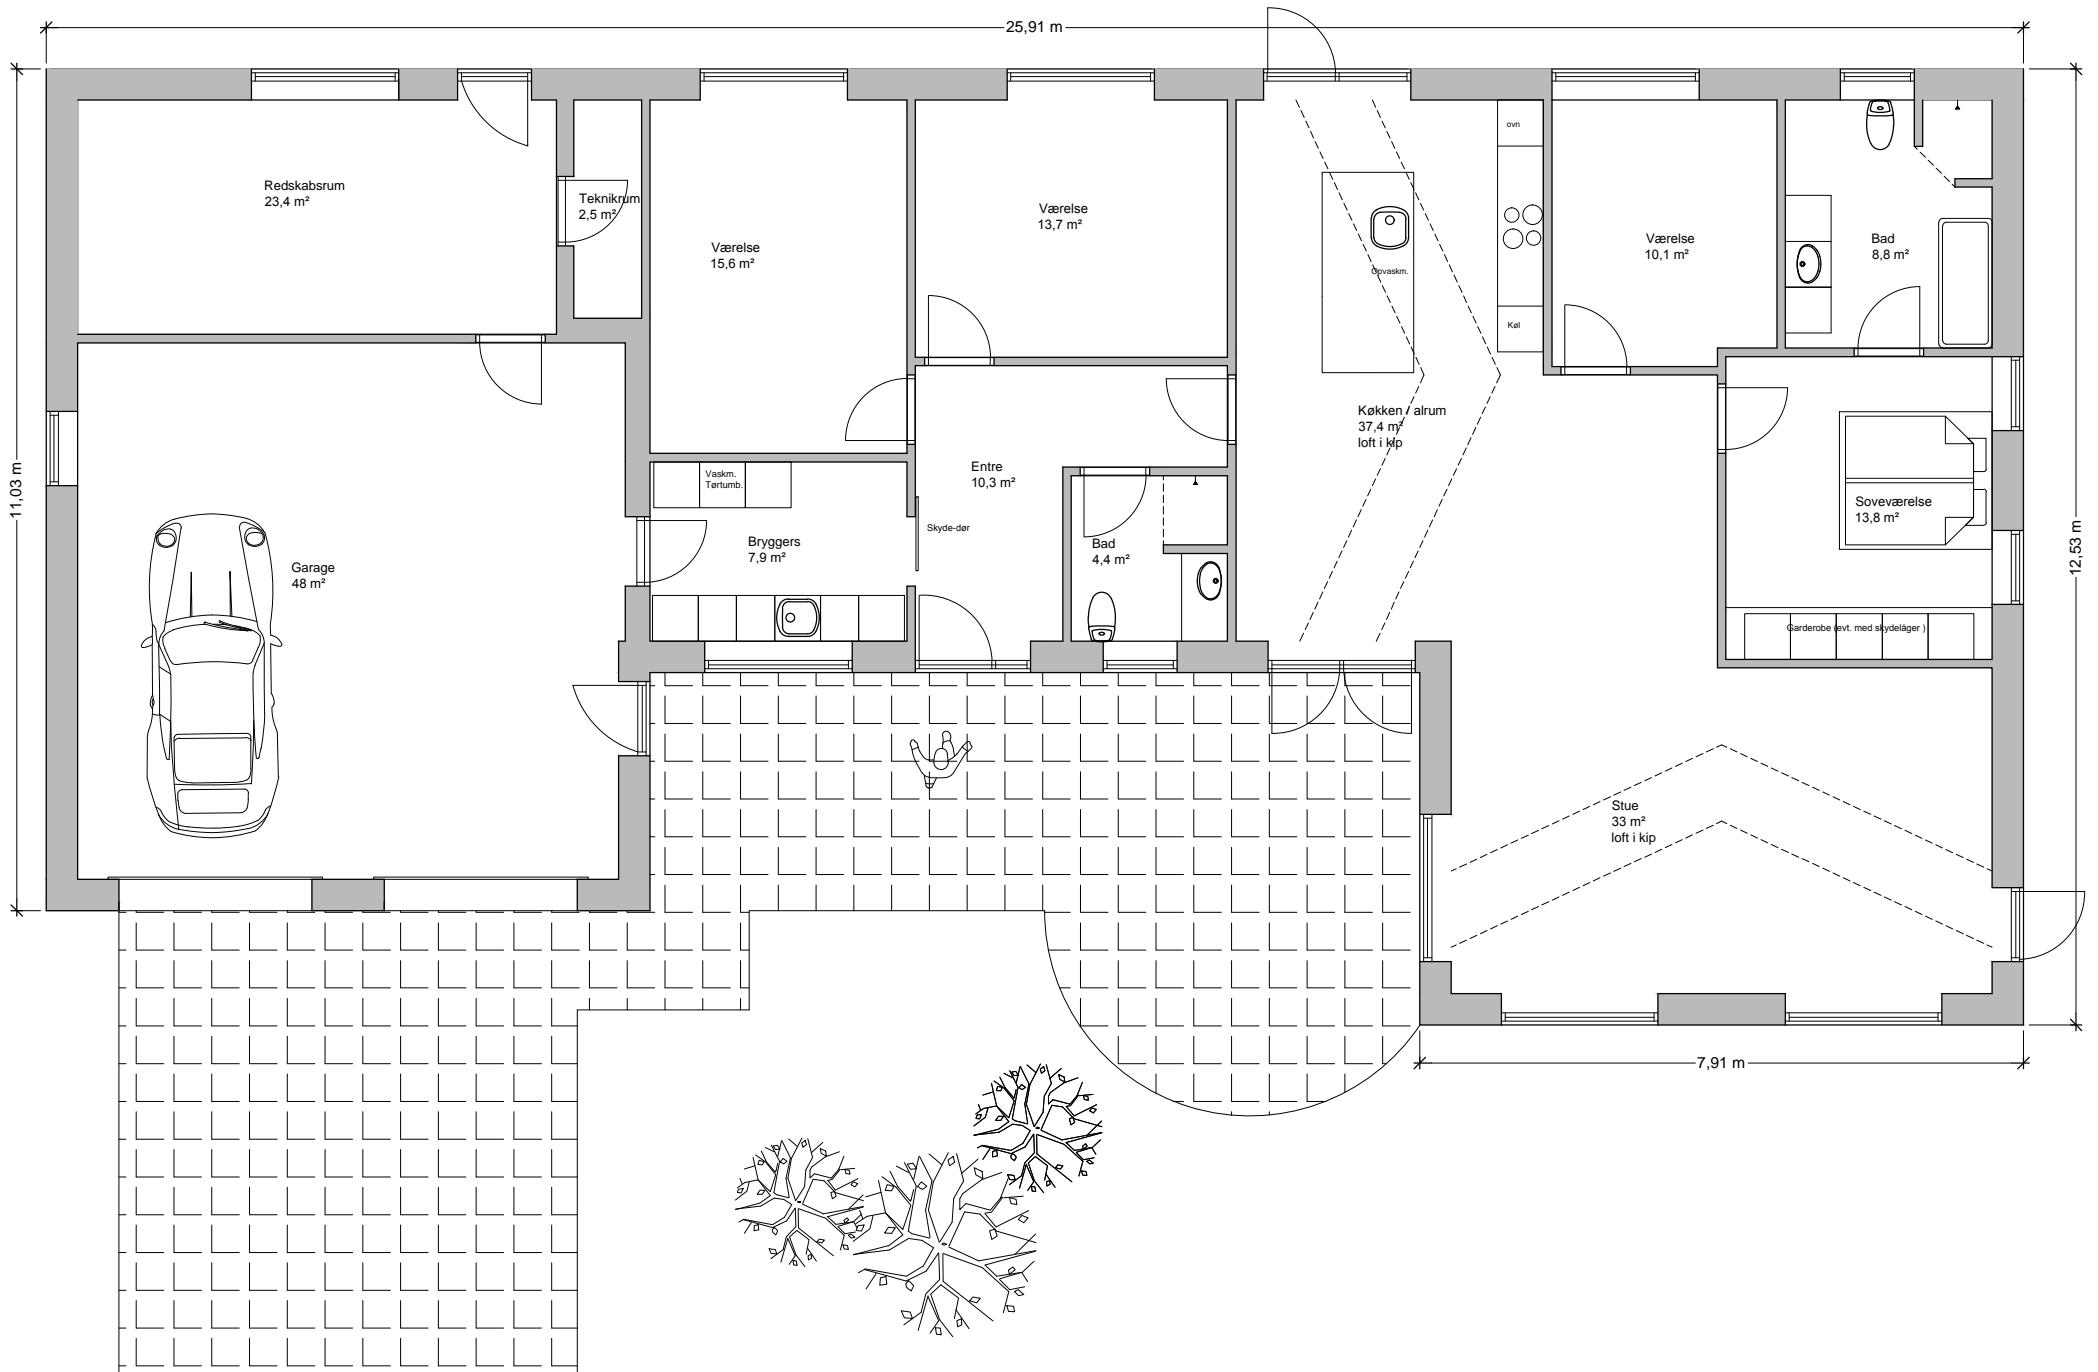 25,91 m
11,03 m
12,53 m
7,91 m
Redskabsrum
23,4 m²
Teknikrum
2,5 m²
Værelse
15,6 m²
Værelse
13,7 m²
ovn
Opvaskm.
Køl
Værelse
10,1 m²
Bad
8,8 m²
Køkken / alrum
37,4 m²
loft i kip
Entre
10,3 m²
Vaskm.
Tørtumb.
Skyde-dør
Bryggers
7,9 m²
Bad
4,4 m²
Soveværelse
13,8 m²
Garderobe (evt. med skydelåger )
Garage
48 m²
Stue
33 m²
loft i kip